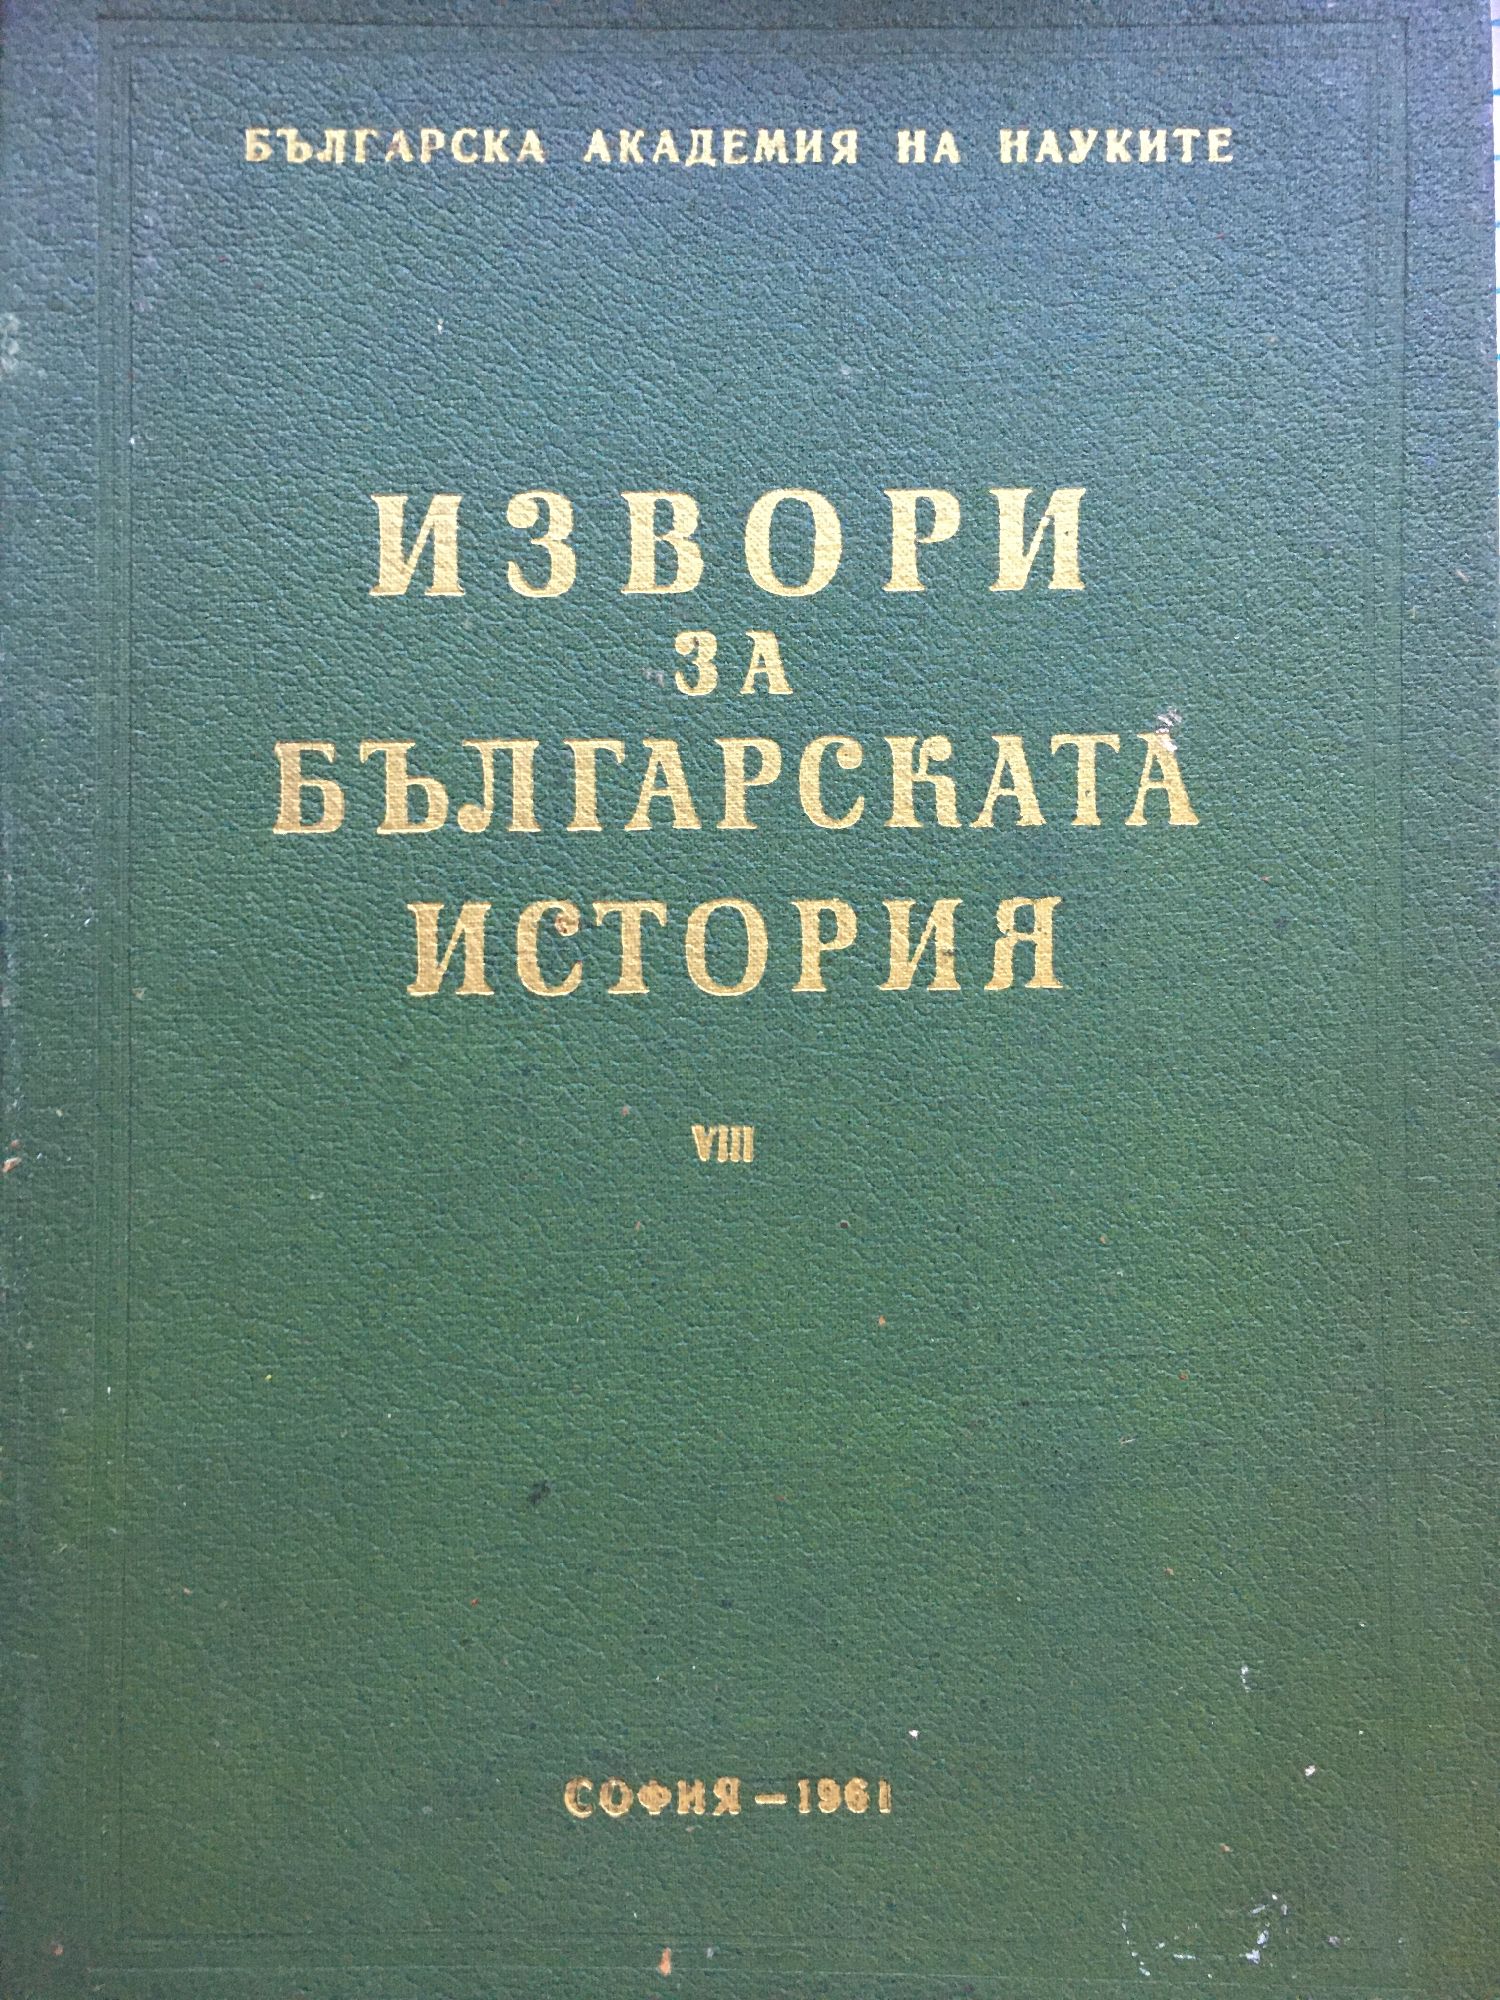 БЪЛГАРСКА АКАДЕМИЯ НА НАУКИТЕ
ИЗВОРИ
ЗА
БЪЛГАРСКАТА
ИСТОРИЯ
VIII
СОФИЯ – 1961